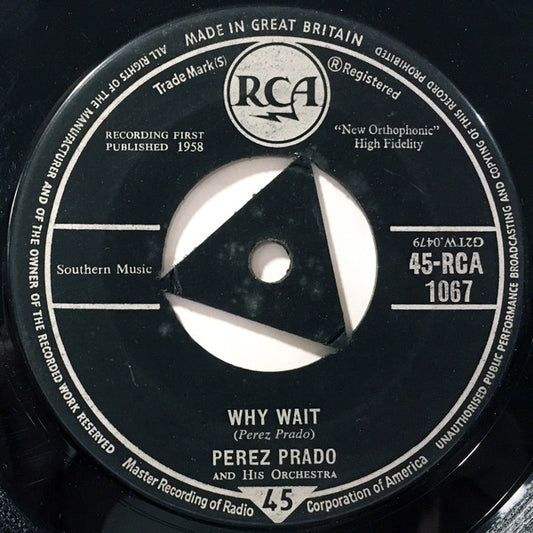 MADE IN GREAT BRITAIN
ALL RIGHTS OF THE MANUFACTURER AND OF THE OWNER OF THE RECORDED WORK RESERVED
UNAUTHORISED PUBLIC PERFORMANCE BROADCASTING AND COPYING OF THIS RECORD PROHIBITED
Trade Mark(S)
® Registered
RCA
RECORDING FIRST
PUBLISHED 1958
"New Orthophonic"
High Fidelity
Southern Music
G2TW.0479
45-RCA
1067
WHY WAIT
(Perez Prado)
PEREZ PRADO
AND HIS ORCHESTRA
45
Master Recording of Radio Corporation of America